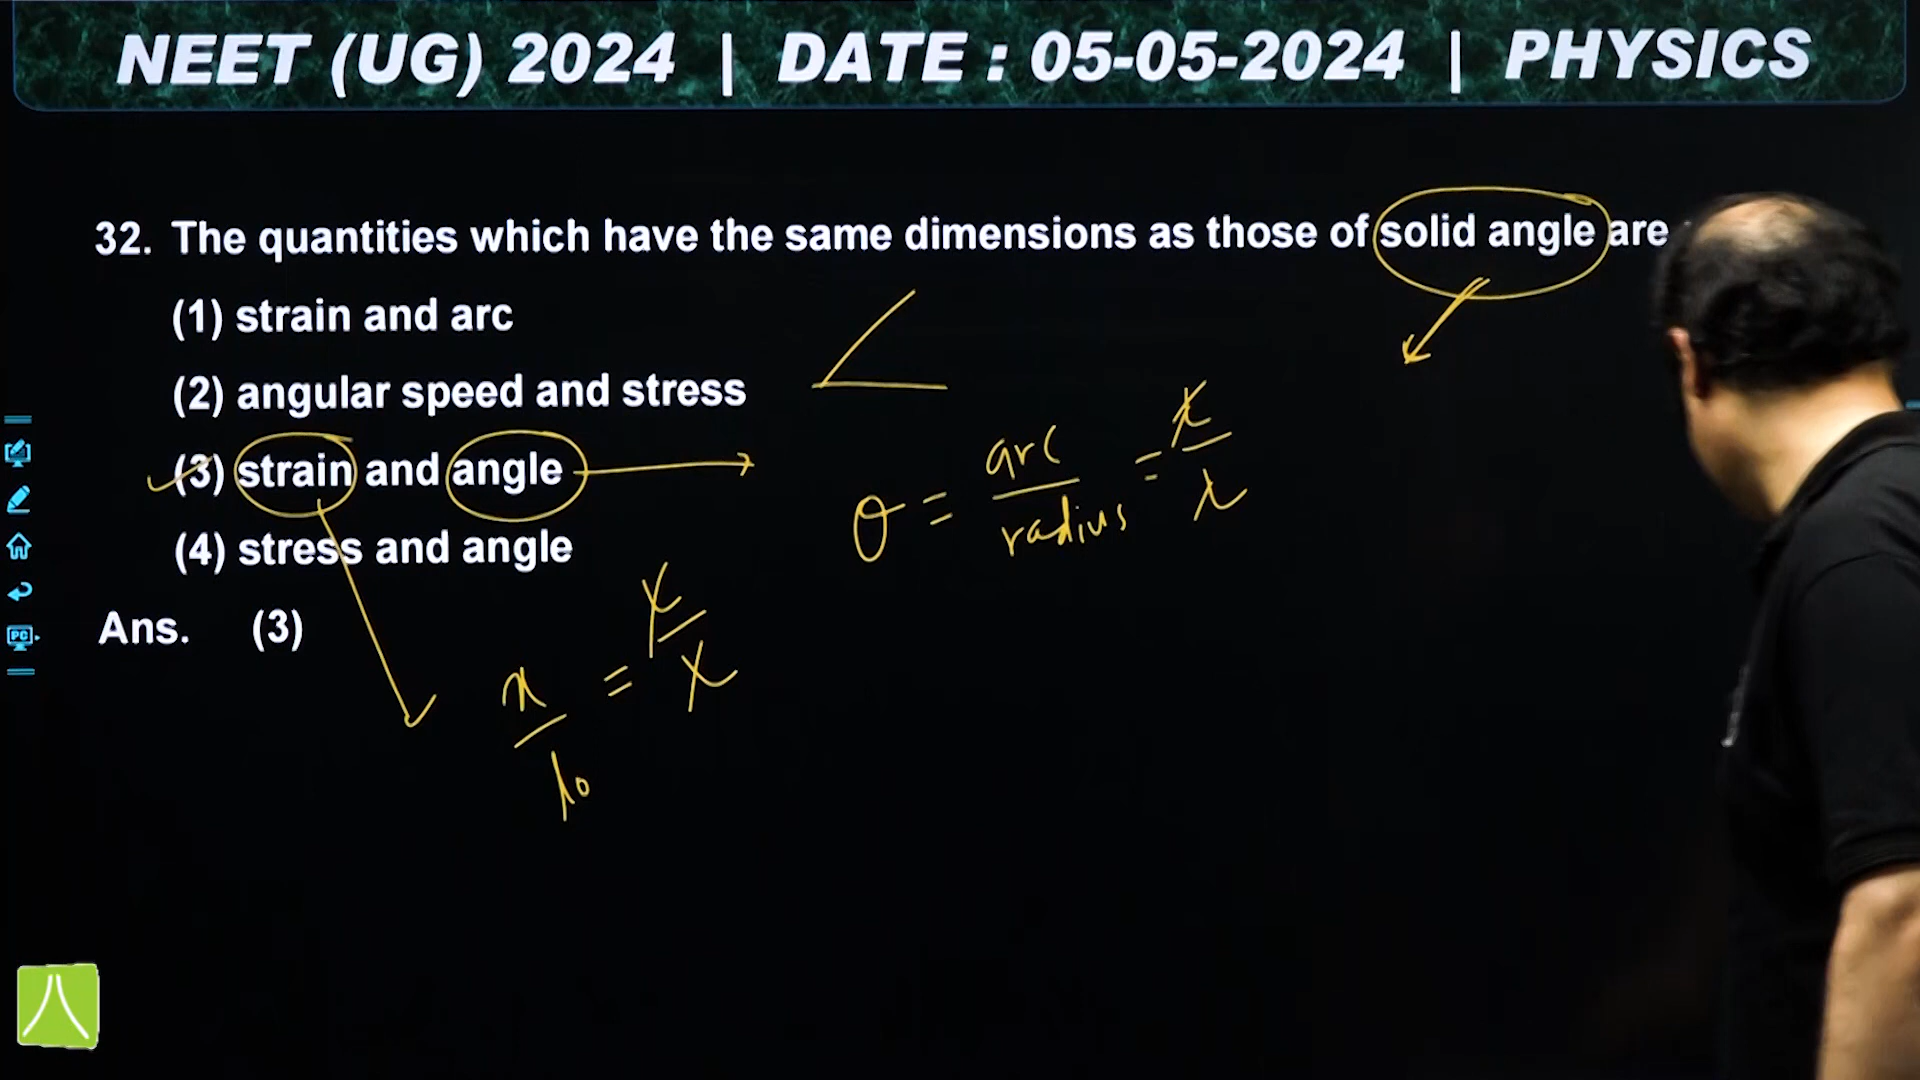 NEET (UG) 2024 | DATE : 05-05-2024 | PHYSICS
32. The quantities which have the same dimensions as those of solid angle are
(1) strain and arc
(2) angular speed and stress
(3) strain and angle
(4) stress and angle
Ans. (3)
θ = arc / radius =
x / l0 =
PC